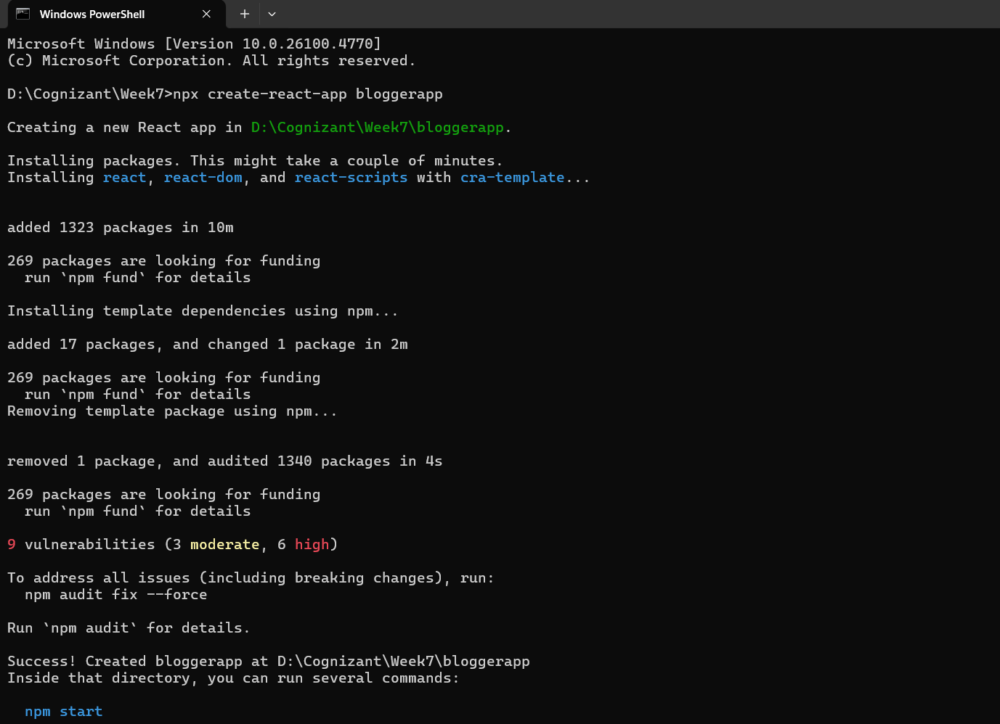 Windows PowerShell
Microsoft Windows [Version 10.0.26100.4770]
(c) Microsoft Corporation. All rights reserved.
D:\Cognizant\Week7>npx create-react-app bloggerapp
Creating a new React app in D:\Cognizant\Week7\bloggerapp.
Installing packages. This might take a couple of minutes.
Installing react, react-dom, and react-scripts with cra-template...
added 1323 packages in 10m
269 packages are looking for funding
  run `npm fund` for details
Installing template dependencies using npm...
added 17 packages, and changed 1 package in 2m
269 packages are looking for funding
  run `npm fund` for details
Removing template package using npm...
removed 1 package, and audited 1340 packages in 4s
269 packages are looking for funding
  run `npm fund` for details
9 vulnerabilities (3 moderate, 6 high)
To address all issues (including breaking changes), run:
  npm audit fix --force
Run `npm audit` for details.
Success! Created bloggerapp at D:\Cognizant\Week7\bloggerapp
Inside that directory, you can run several commands:
  npm start